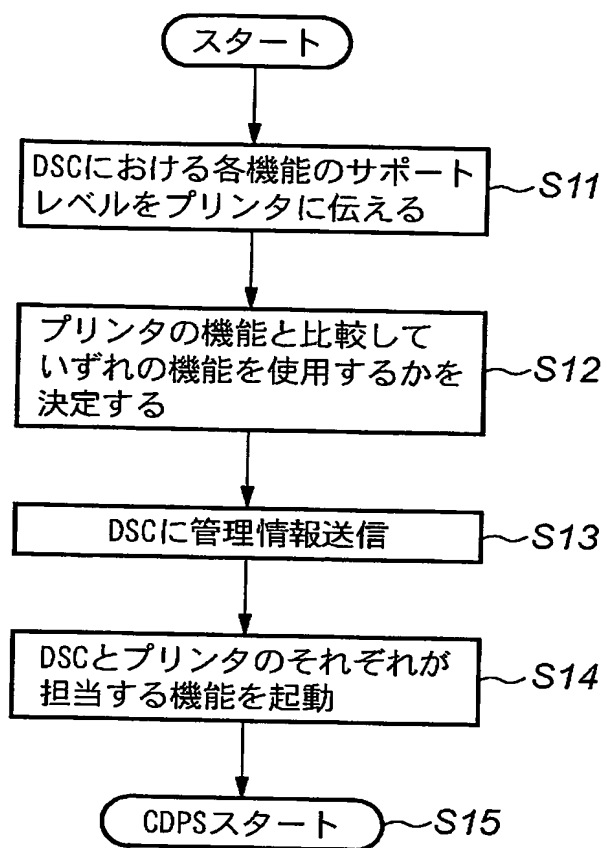 スタート
DSCにおける各機能のサポート
レベルをプリンタに伝える
S11
プリンタの機能と比較して
いずれの機能を使用するかを
決定する
S12
DSCに管理情報送信
S13
DSCとプリンタのそれぞれが
担当する機能を起動
S14
CDPSスタート
S15